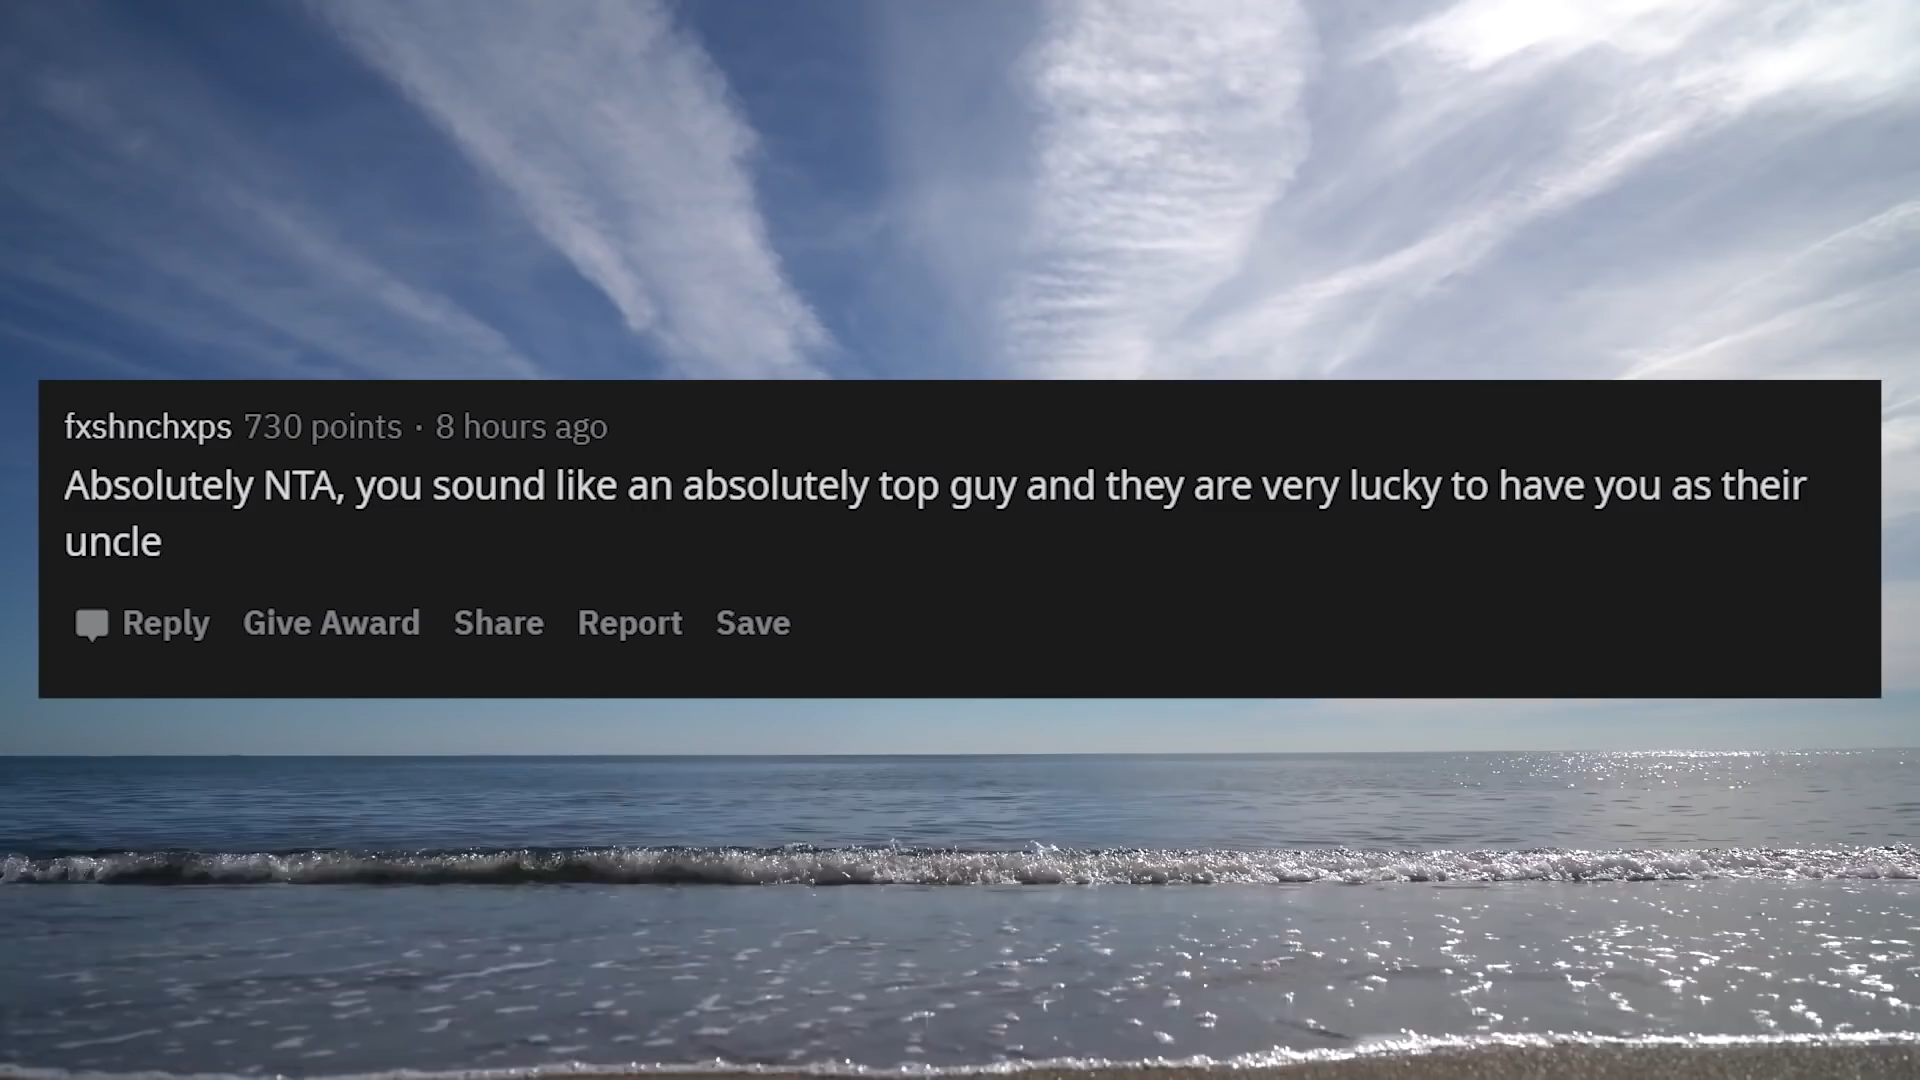 fxshnchxps 730 points · 8 hours ago
Absolutely NTA, you sound like an absolutely top guy and they are very lucky to have you as their
uncle
Reply Give Award Share Report Save